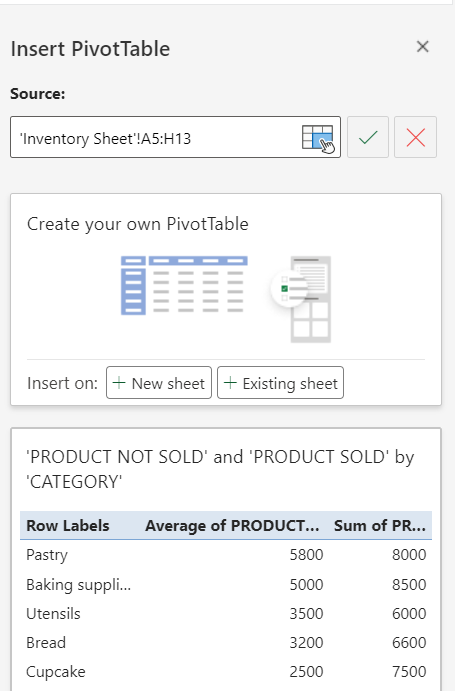 Insert PivotTable
Source:
'Inventory Sheet'!A5:H13
Create your own PivotTable
Insert on: + New sheet + Existing sheet
'PRODUCT NOT SOLD' and 'PRODUCT SOLD' by
'CATEGORY'
Row Labels Average of PRODUCT... Sum of PR...
Pastry 5800 8000
Baking suppli... 5000 8500
Utensils 3500 6000
Bread 3200 6600
Cupcake 2500 7500